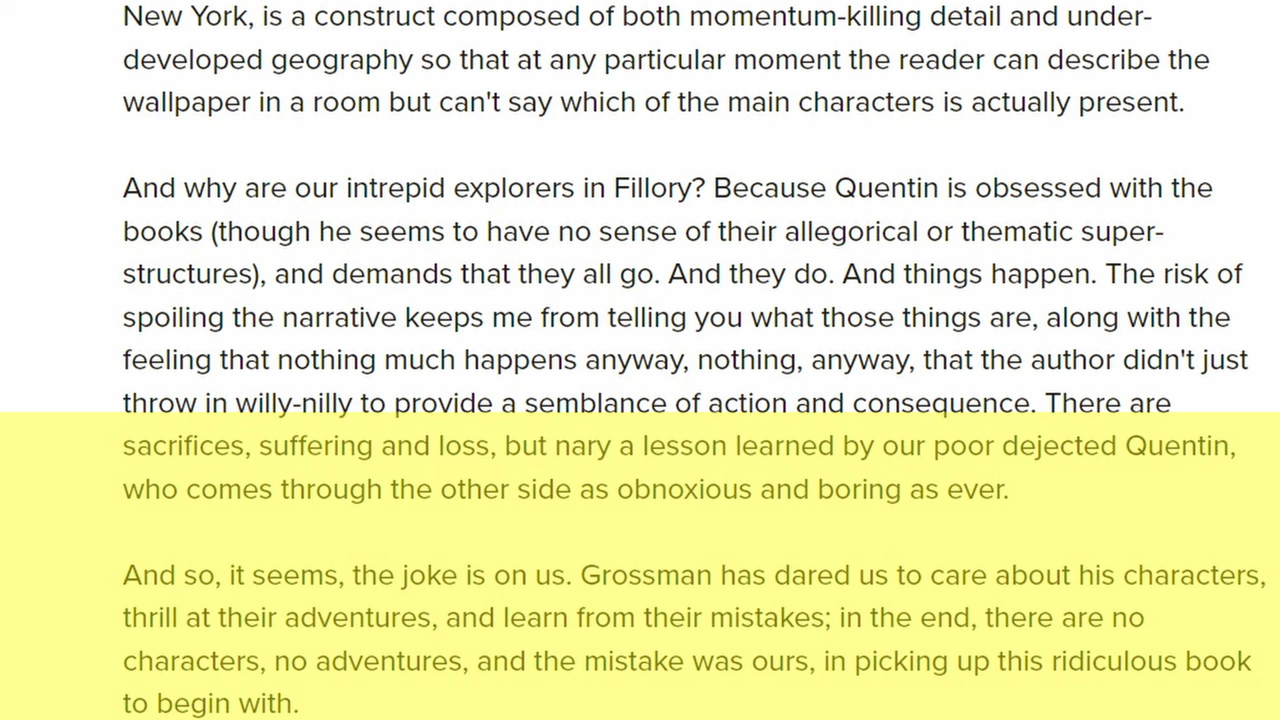 New York, is a construct composed of both momentum-killing detail and under-
developed geography so that at any particular moment the reader can describe the
wallpaper in a room but can't say which of the main characters is actually present.
And why are our intrepid explorers in Fillory? Because Quentin is obsessed with the
books (though he seems to have no sense of their allegorical or thematic super-
structures), and demands that they all go. And they do. And things happen. The risk of
spoiling the narrative keeps me from telling you what those things are, along with the
feeling that nothing much happens anyway, nothing, anyway, that the author didn't just
throw in willy-nilly to provide a semblance of action and consequence. There are
sacrifices, suffering and loss, but nary a lesson learned by our poor dejected Quentin,
who comes through the other side as obnoxious and boring as ever.
And so, it seems, the joke is on us. Grossman has dared us to care about his characters,
thrill at their adventures, and learn from their mistakes; in the end, there are no
characters, no adventures, and the mistake was ours, in picking up this ridiculous book
to begin with.